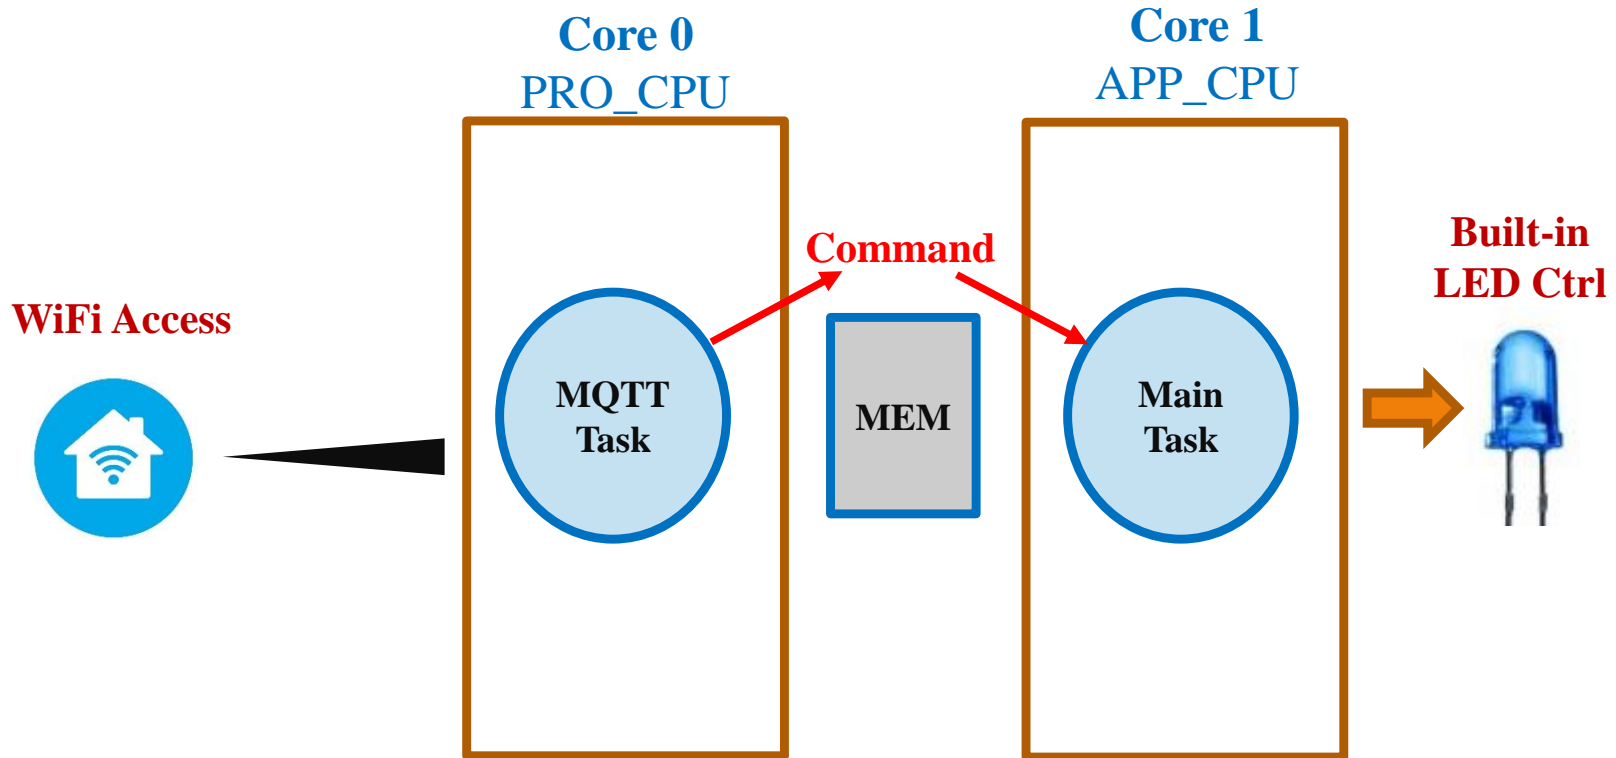 Core 0
PRO_CPU
Core 1
APP_CPU
WiFi Access
MQTT
Task
Command
MEM
Main
Task
Built-in
LED Ctrl